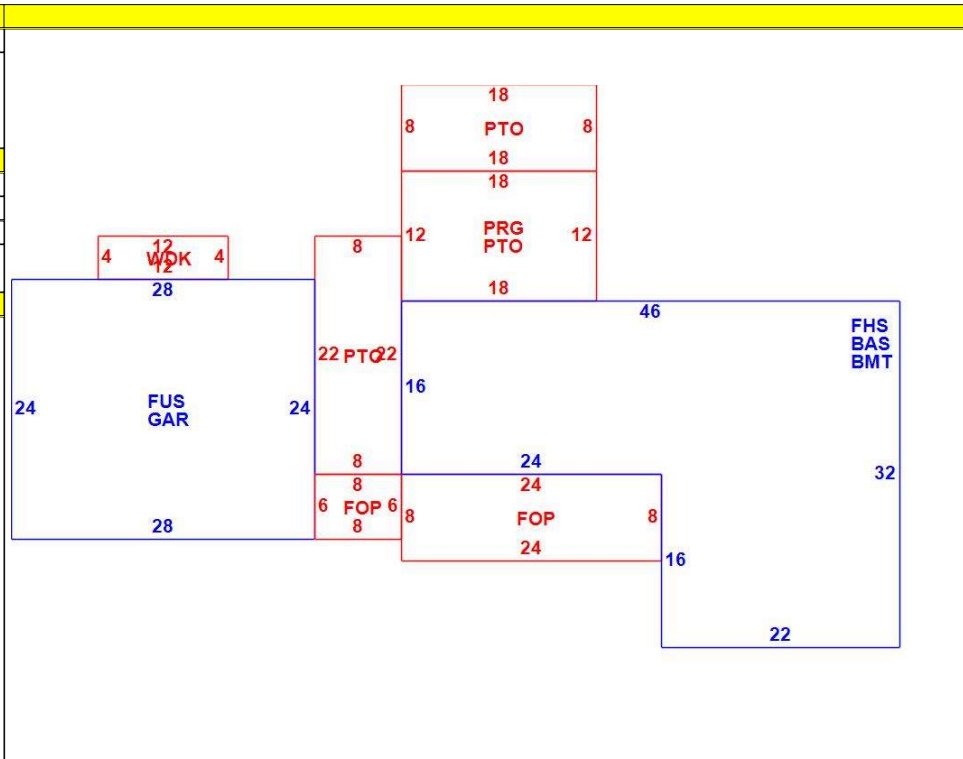 18
8 PTO 8
18
18
12 PRG 12
PTO
18
12
4 WDK 4
12
8
28
46
FHS
BAS
BMT
22 PTO 22
16
24 FUS 24
GAR
8
24
32
8
24
6 FOP 6
8
8 FOP 8
24
28
16
22